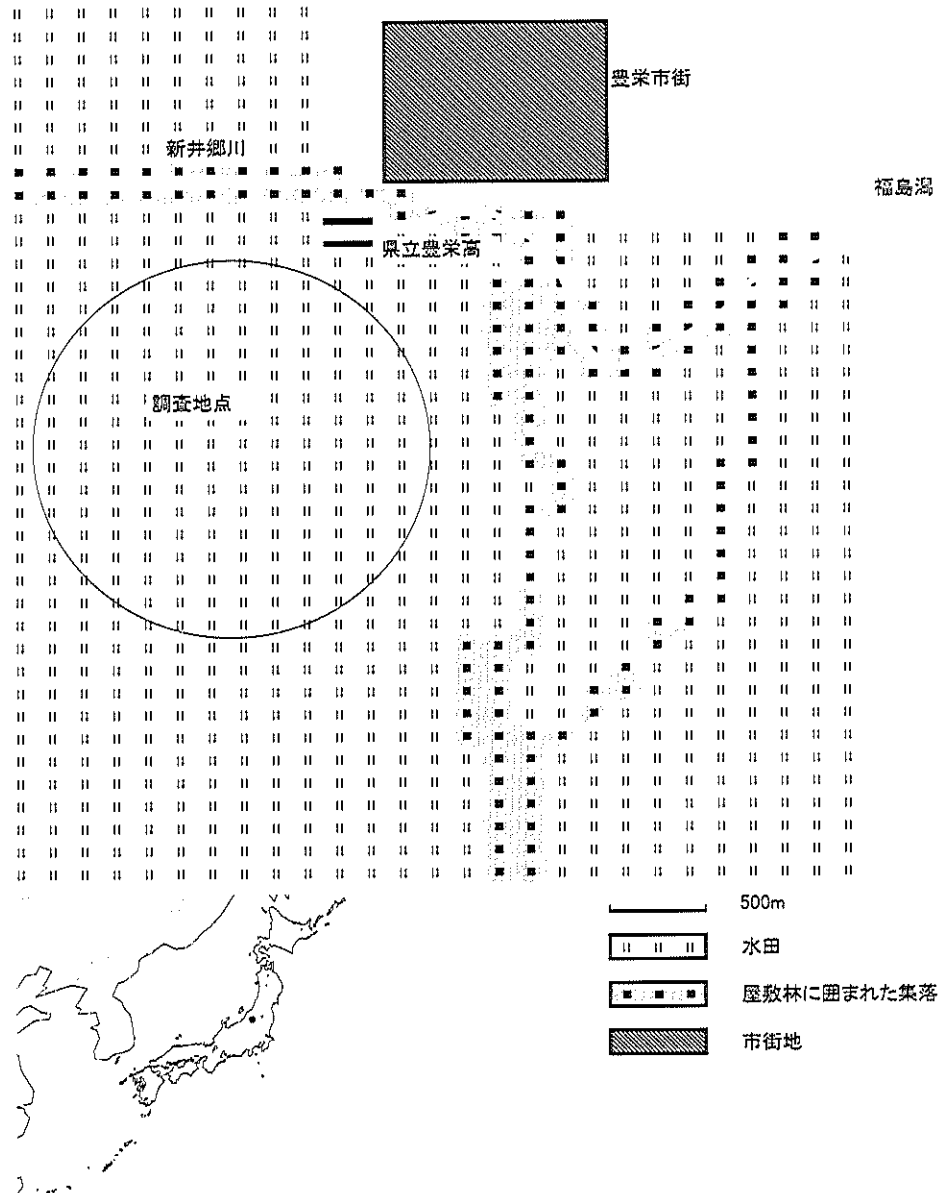 豊栄市街
新井郷川
福島潟
県立豊栄高
調査地点
500m
水田
屋敷林に囲まれた集落
市街地